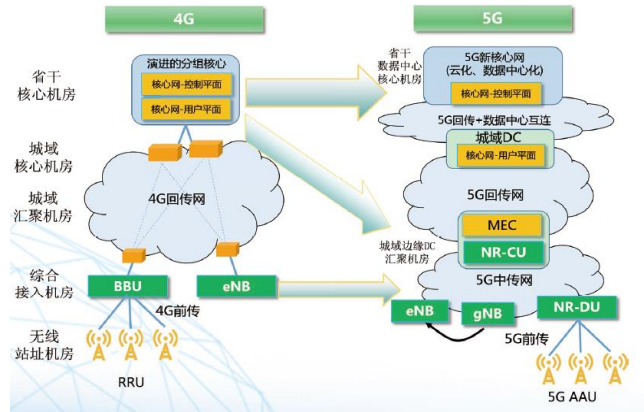 4G
5G
省干
核心机房
城域
核心机房
城域
汇聚机房
综合
接入机房
无线
站址机房
演进的分组核心
核心网-控制平面
核心网-用户平面
4G回传网
BBU
eNB
4G前传
RRU
省干
数据中心
核心机房
5G新核心网
(云化、数据中心化)
核心网-控制平面
5G回传+数据中心互连
城域DC
核心网-用户平面
5G回传网
MEC
NR-CU
城域边缘DC
汇聚机房
5G中传网
eNB
gNB
NR-DU
5G前传
5G AAU